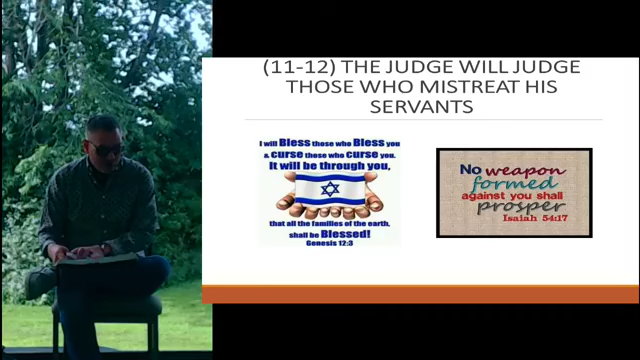 (11-12) THE JUDGE WILL JUDGE
THOSE WHO MISTREAT HIS
SERVANTS
I will Bless those who Bless you
& curse those who curse you.
It will be through you,
that all the families of the earth,
shall be Blessed!
Genesis 12:3
No weapon
formed
against you shall
prosper
Isaiah 54:17